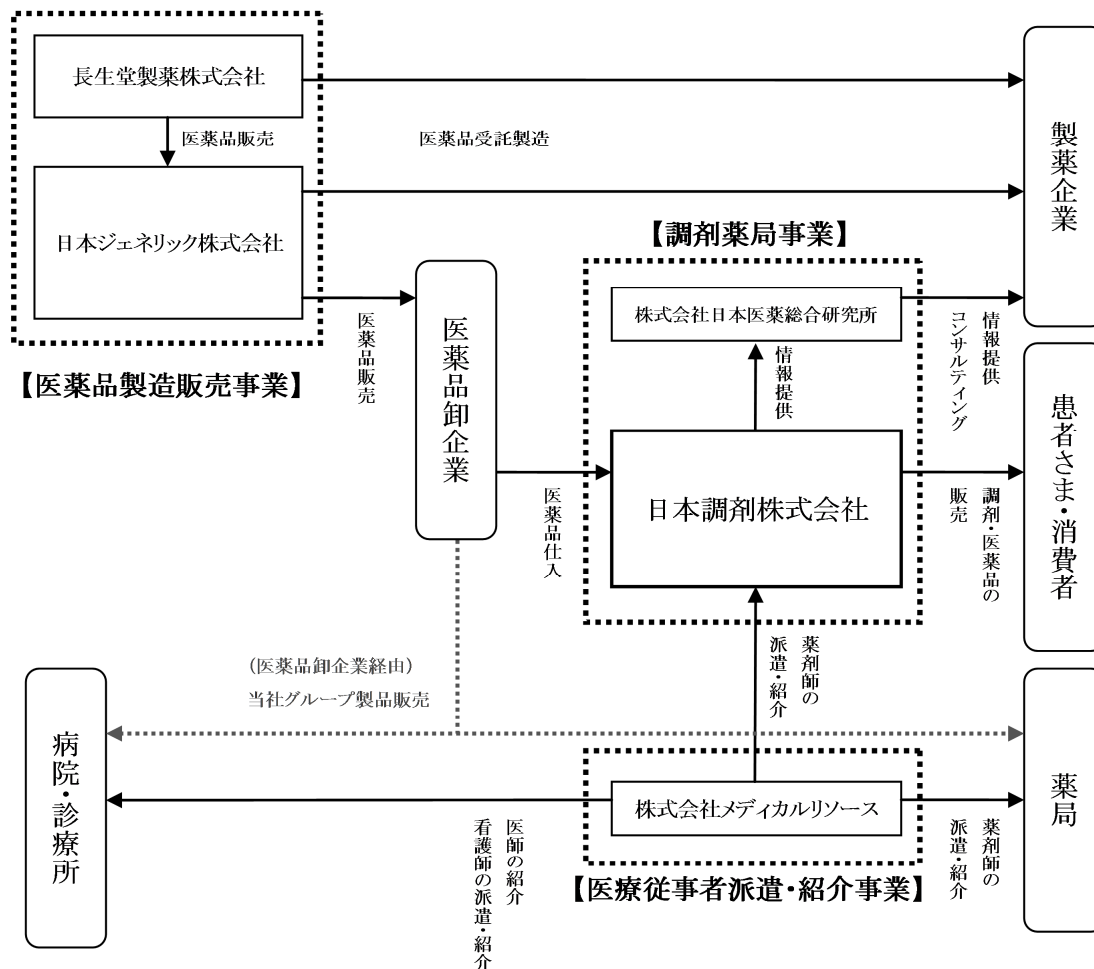 長生堂製薬株式会社
医薬品販売
医薬品受託製造
製薬企業
日本ジェネリック株式会社
【調剤薬局事業】
医薬品販売
医薬品卸企業
株式会社日本医薬総合研究所
情報提供
コンサルティング
情報提供
【医薬品製造販売事業】
患者さま・消費者
日本調剤株式会社
医薬品仕入
調剤・医薬品の
販売
薬剤師の
派遣・紹介
(医薬品卸企業経由)
当社グループ製品販売
病院・診療所
薬局
株式会社メディカルリソース
医師の紹介
看護師の派遣・紹介
薬剤師の
派遣・紹介
【医療従事者派遣・紹介事業】